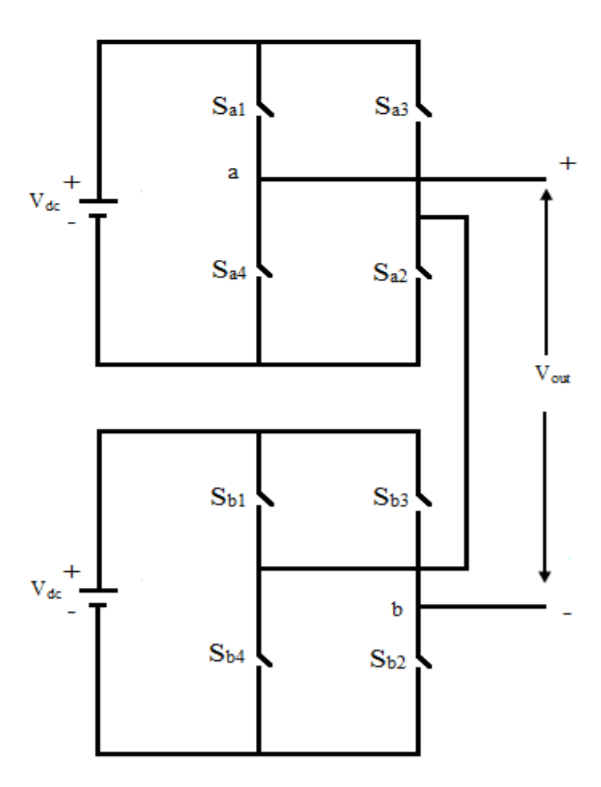 Sa1 Sa3
a +
+
Vdc
-
Sa4 Sa2
Vout
Sb1 Sb3
+
Vdc
-
b -
Sb4 Sb2